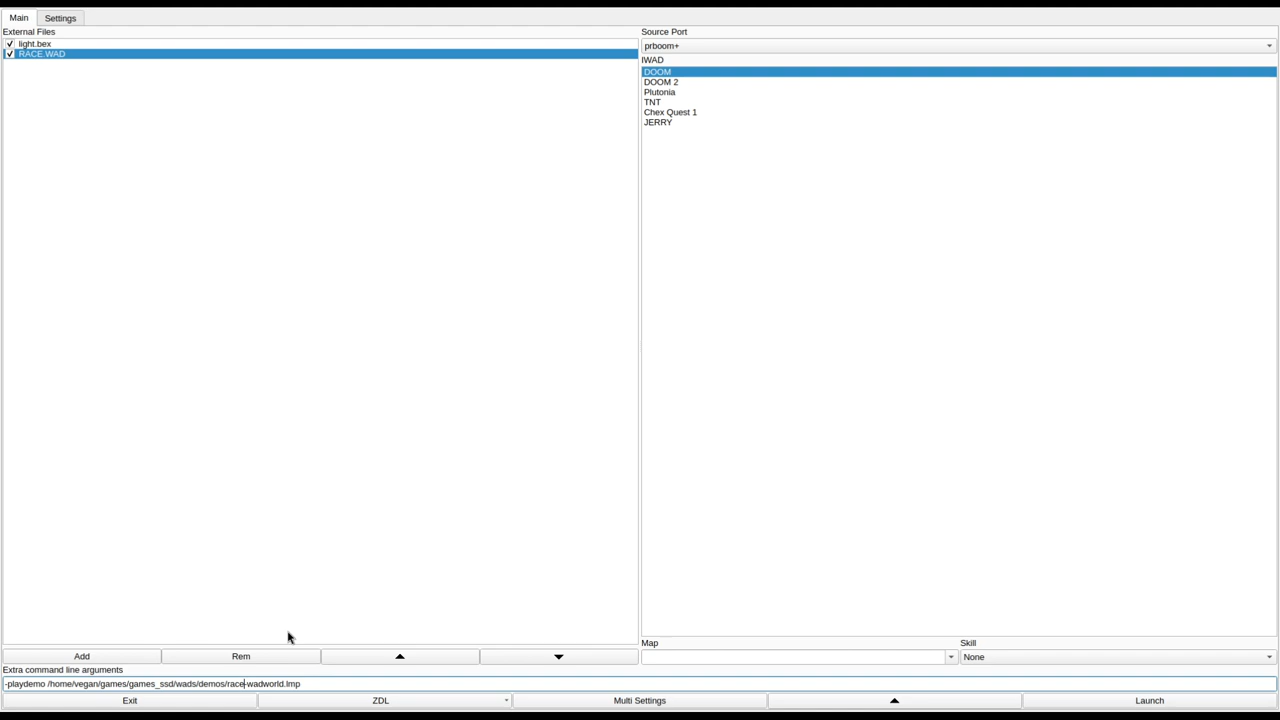 Main Settings
External Files
light.bex
RACE.WAD
Source Port
prboom+
IWAD
DOOM
DOOM 2
Plutonia
TNT
Chex Quest 1
JERRY
Map Skill
None
Add Rem
Extra command line arguments
-playdemo /home/vegan/games/games_ssd/wads/demos/race-wadworld.lmp
Exit ZDL Multi Settings Launch